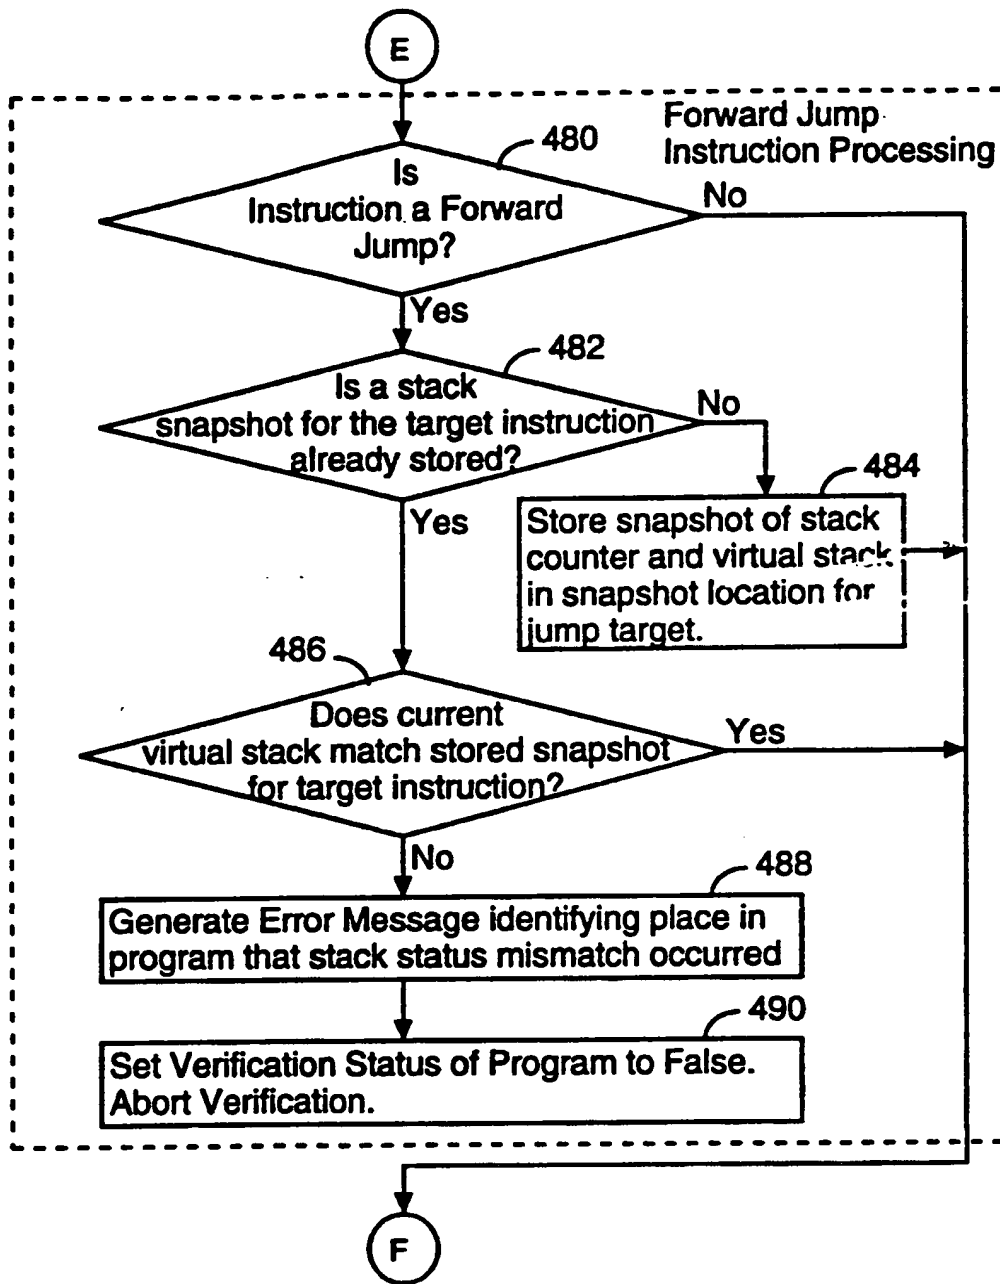 E
Forward Jump
Instruction Processing
480
Is
Instruction a Forward
Jump?
No
Yes
482
Is a stack
snapshot for the target instruction
already stored?
No
Yes
484
Store snapshot of stack
counter and virtual stack
in snapshot location for
jump target.
486
Does current
virtual stack match stored snapshot
for target instruction?
Yes
No
488
Generate Error Message identifying place in
program that stack status mismatch occurred
490
Set Verification Status of Program to False.
Abort Verification.
F